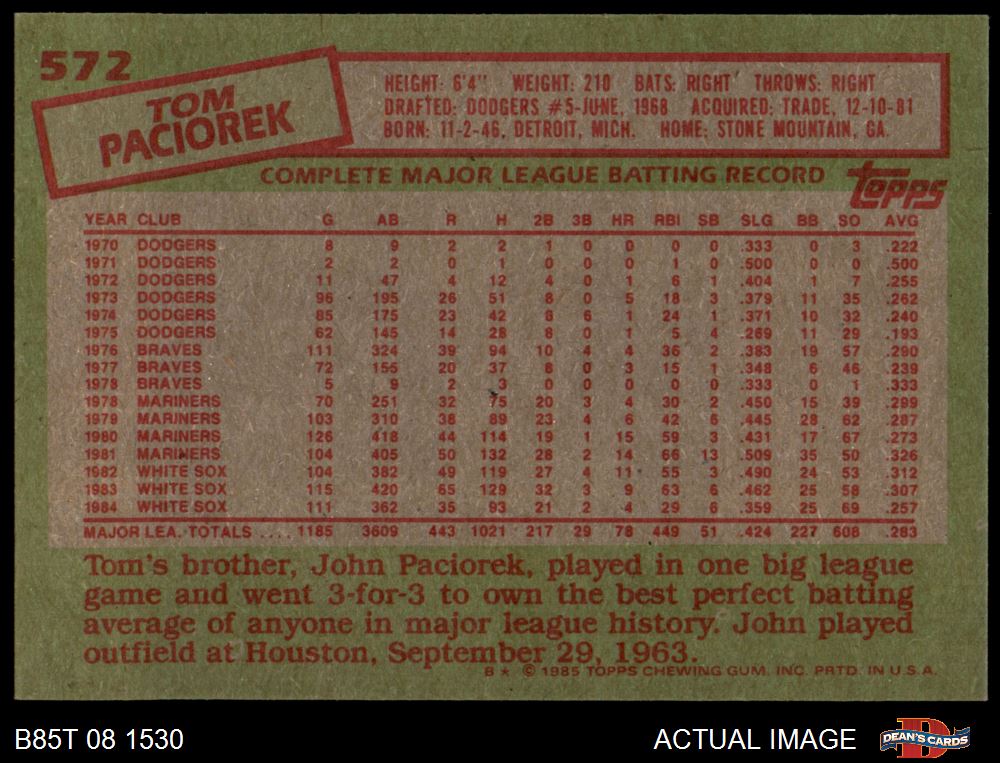 572
TOM
PACIOREK
HEIGHT: 6'4" WEIGHT: 210 BATS: RIGHT THROWS: RIGHT
DRAFTED: DODGERS #5-JUNE, 1968 ACQUIRED: TRADE, 12-10-81
BORN: 11-2-46, DETROIT, MICH. HOME: STONE MOUNTAIN, GA.
COMPLETE MAJOR LEAGUE BATTING RECORD topps
YEAR CLUB G AB R H 2B 3B HR RBI SB SLG BB SO AVG
1970 DODGERS 8 9 2 2 1 0 0 0 0 .333 0 3 .222
1971 DODGERS 2 2 0 1 0 0 0 1 0 .500 0 0 .500
1972 DODGERS 11 47 4 12 4 0 1 6 1 .404 1 7 .255
1973 DODGERS 96 195 26 51 8 0 5 18 3 .379 11 35 .262
1974 DODGERS 85 175 23 42 8 6 1 24 1 .371 10 32 .240
1975 DODGERS 62 145 14 28 8 0 1 5 4 .269 11 29 .193
1976 BRAVES 111 324 39 94 10 4 4 36 2 .383 19 57 .290
1977 BRAVES 72 155 20 37 8 0 3 15 1 .348 6 46 .239
1978 BRAVES 5 9 2 3 0 0 0 0 0 .333 0 1 .333
1978 MARINERS 70 251 32 75 20 3 4 30 2 .450 15 39 .299
1979 MARINERS 103 310 38 89 23 4 6 42 6 .445 28 62 .287
1980 MARINERS 126 418 44 114 19 1 15 59 3 .431 17 67 .273
1981 MARINERS 104 405 50 132 28 2 14 66 13 .509 35 50 .326
1982 WHITE SOX 104 382 49 119 27 4 11 55 3 .490 24 53 .312
1983 WHITE SOX 115 420 65 129 32 3 9 63 6 .462 25 58 .307
1984 WHITE SOX 111 362 35 93 21 2 4 29 6 .359 25 69 .257
MAJOR LEA. TOTALS .... 1185 3609 443 1021 217 29 78 449 51 .424 227 608 .283
Tom's brother, John Paciorek, played in one big league
game and went 3-for-3 to own the best perfect batting
average of anyone in major league history. John played
outfield at Houston, September 29, 1963.
B * © 1985 TOPPS CHEWING GUM, INC. PRTD. IN U.S.A.
B85T 08 1530 ACTUAL IMAGE DEAN'S CARDS